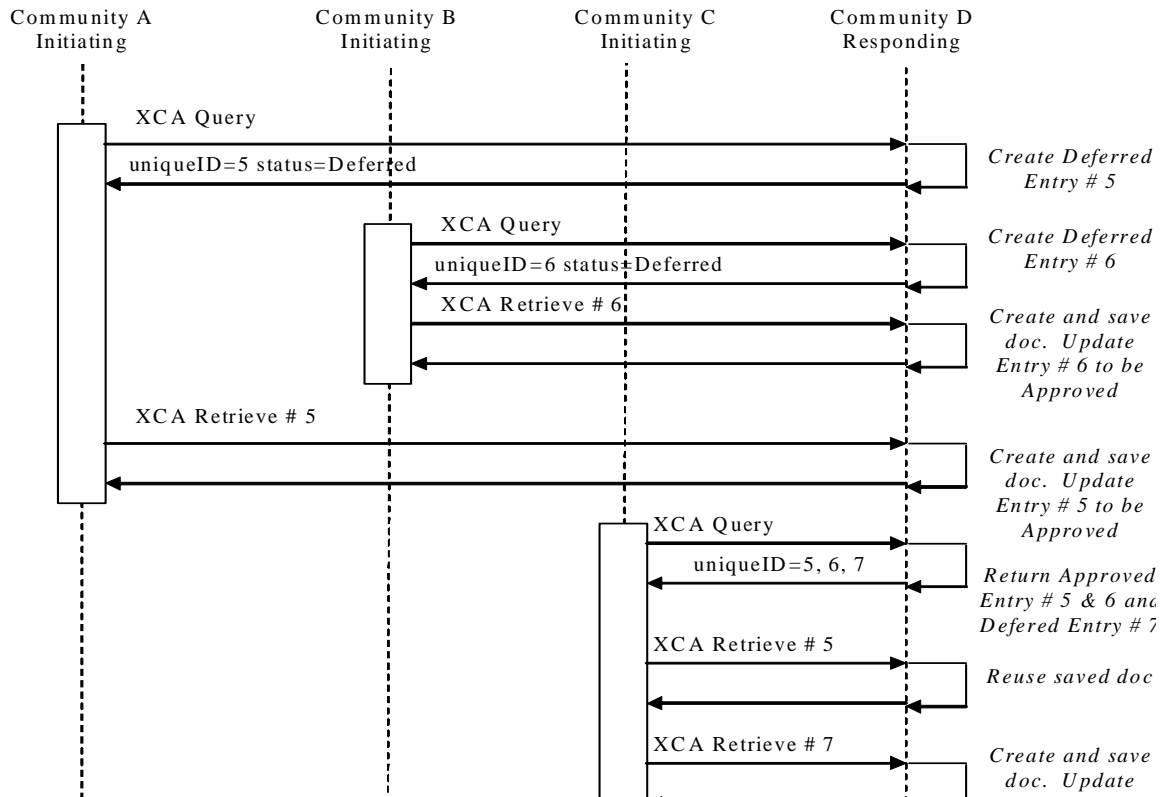 Community A
Initiating
Community B
Initiating
Community C
Initiating
Community D
Responding
XCA Query
uniqueID=5 status=Deferred
Create Deferred
Entry # 5
XCA Query
uniqueID=6 status=Deferred
Create Deferred
Entry # 6
XCA Retrieve # 6
Create and save
doc. Update
Entry # 6 to be
Approved
XCA Retrieve # 5
Create and save
doc. Update
Entry # 5 to be
Approved
XCA Query
uniqueID=5, 6, 7
Return Approved
Entry # 5 & 6 and
Defered Entry # 7
XCA Retrieve # 5
Reuse saved doc
XCA Retrieve # 7
Create and save
doc. Update